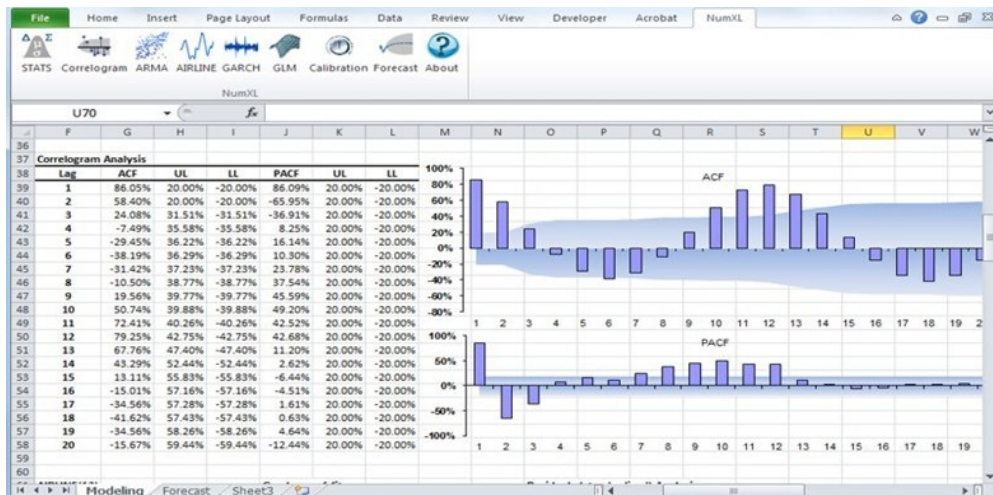 File Home Insert Page Layout Formulas Data Review View Developer Acrobat NumXL
STATS Correlogram ARMA AIRLINE GARCH GLM Calibration Forecast About
NumXL
U70 fx
F G H I J K L M N O P Q R S T U V W
36
37 Correlogram Analysis
38 Lag ACF UL LL PACF UL LL
39 1 86.05% 20.00% -20.00% 86.09% 20.00% -20.00%
40 2 58.40% 20.00% -20.00% -65.95% 20.00% -20.00%
41 3 24.08% 31.51% -31.51% -36.91% 20.00% -20.00%
42 4 -7.49% 35.58% -35.58% 8.25% 20.00% -20.00%
43 5 -29.45% 36.22% -36.22% 16.14% 20.00% -20.00%
44 6 -38.19% 36.29% -36.29% 10.30% 20.00% -20.00%
45 7 -31.42% 37.23% -37.23% 23.78% 20.00% -20.00%
46 8 -10.50% 38.77% -38.77% 37.54% 20.00% -20.00%
47 9 19.56% 39.77% -39.77% 45.59% 20.00% -20.00%
48 10 50.74% 39.88% -39.88% 49.20% 20.00% -20.00%
49 11 72.41% 40.26% -40.26% 42.52% 20.00% -20.00%
50 12 79.25% 42.75% -42.75% 42.68% 20.00% -20.00%
51 13 67.76% 47.40% -47.40% 11.20% 20.00% -20.00%
52 14 43.29% 52.44% -52.44% 2.62% 20.00% -20.00%
53 15 13.11% 55.83% -55.83% -6.44% 20.00% -20.00%
54 16 -15.01% 57.16% -57.16% -4.51% 20.00% -20.00%
55 17 -34.56% 57.28% -57.28% 1.61% 20.00% -20.00%
56 18 -41.62% 57.43% -57.43% 0.63% 20.00% -20.00%
57 19 -34.56% 58.26% -58.26% 4.64% 20.00% -20.00%
58 20 -15.67% 59.44% -59.44% -12.44% 20.00% -20.00%
59
60
ACF
100%
80%
60%
40%
20%
0%
-20%
-40%
-60%
-80%
1 2 3 4 5 6 7 8 9 10 11 12 13 14 15 16 17 18 19 2
PACF
100%
50%
0%
-50%
-100%
1 2 3 4 5 6 7 8 9 10 11 12 13 14 15 16 17 18 19
Modeling Forecast Sheet3